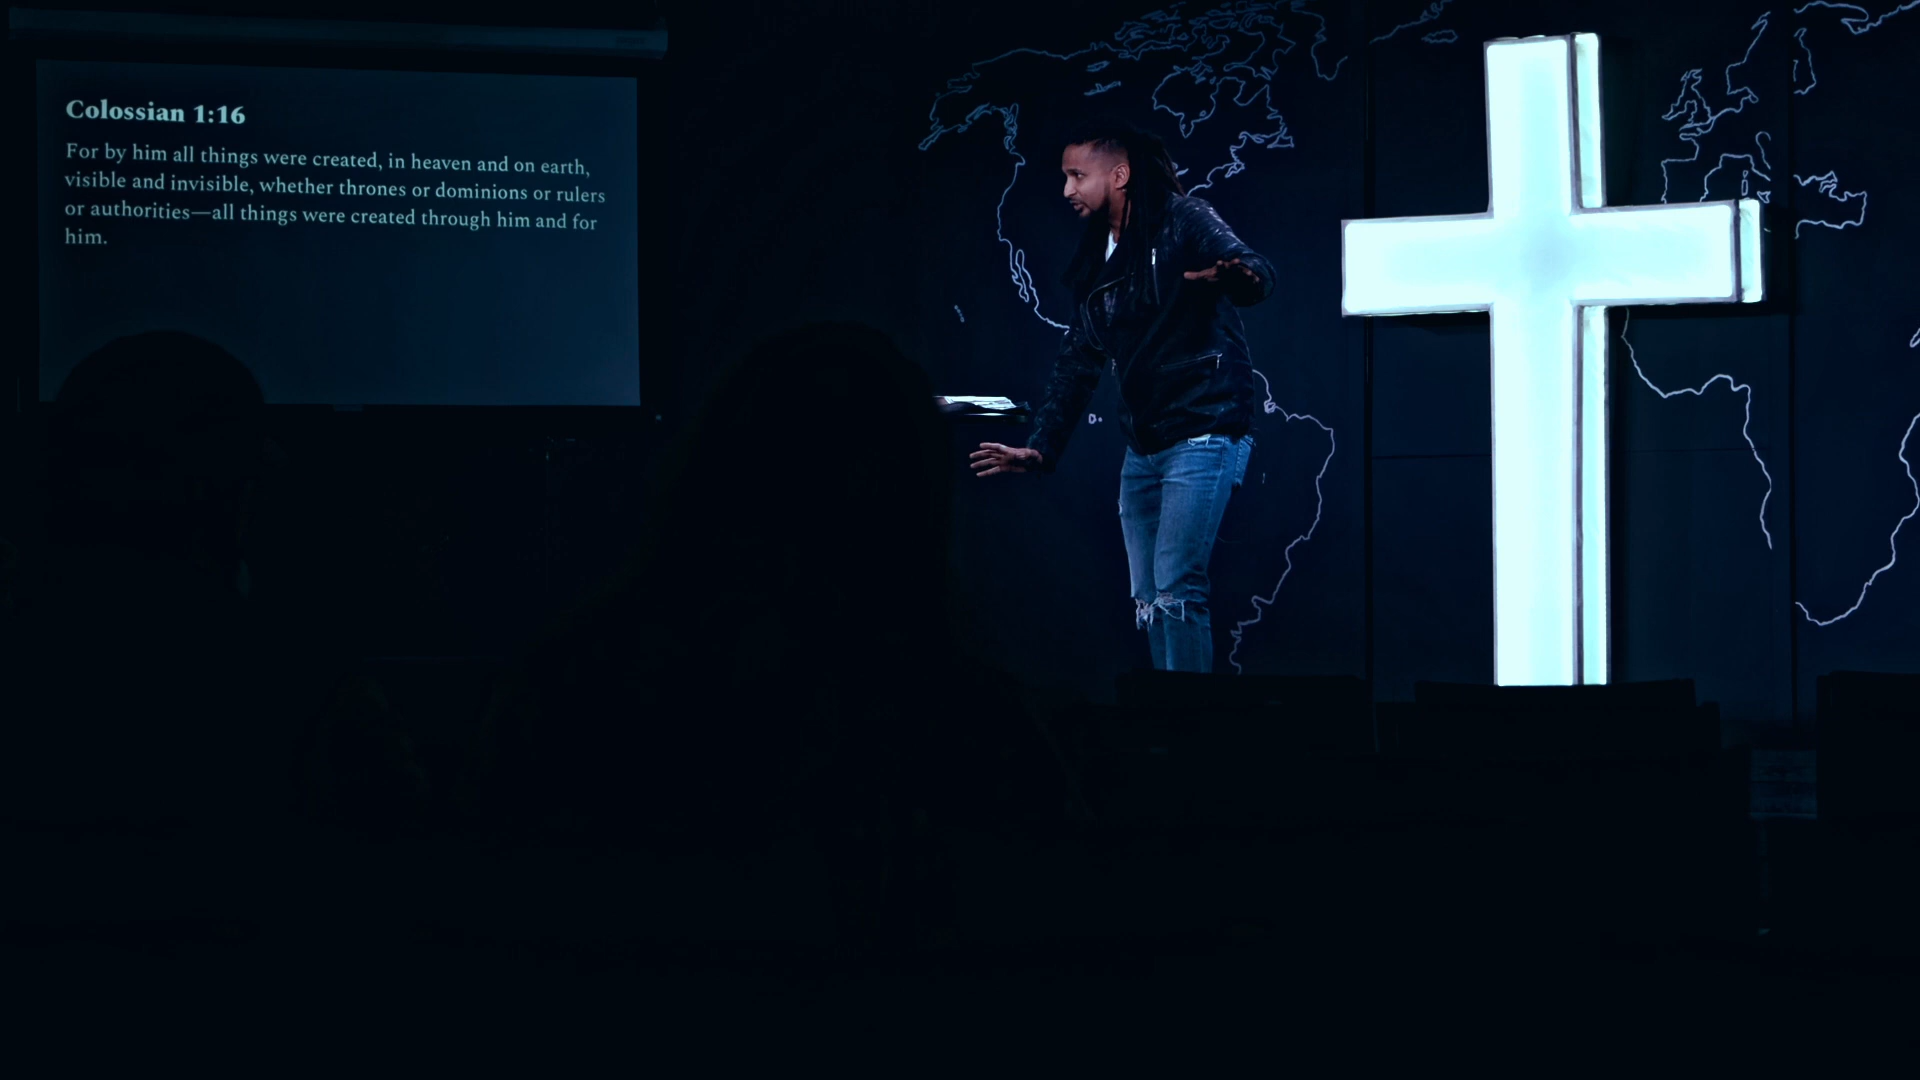 Colossian 1:16
For by him all things were created, in heaven and on earth,
visible and invisible, whether thrones or dominions or rulers
or authorities—all things were created through him and for
him.